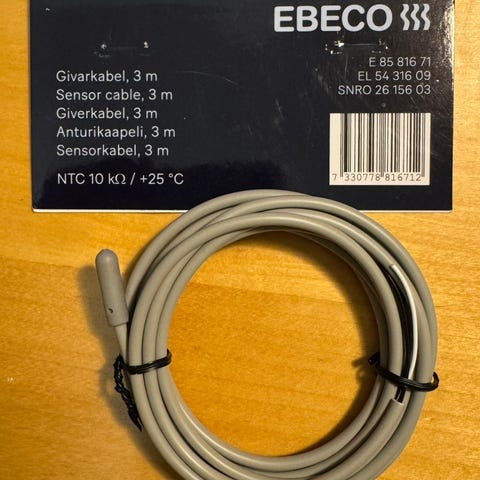 EBECO
Givarkabel, 3 m
Sensor cable, 3 m
Giverkabel, 3 m
Anturikaapeli, 3 m
Sensorkabel, 3 m
NTC 10 kΩ / +25 °C
E 85 816 71
EL 54 316 09
SNRO 26 156 03
7 330778 816712